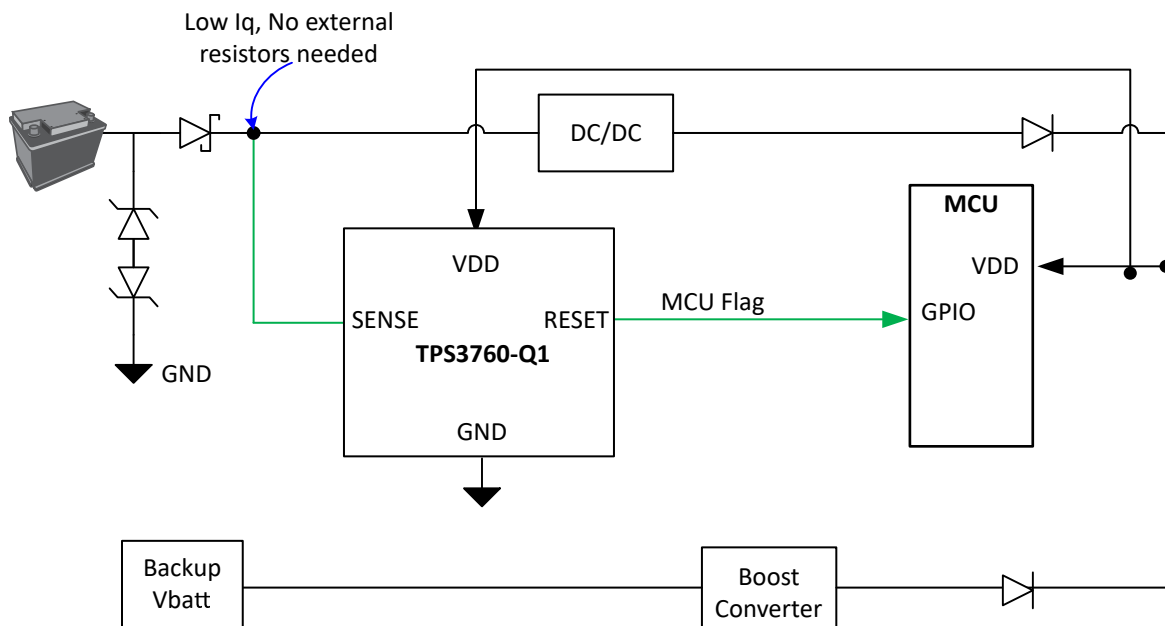 Low Iq, No external
resistors needed
DC/DC
MCU
VDD
VDD
SENSE
RESET
MCU Flag
GPIO
TPS3760-Q1
GND
GND
Backup
Vbatt
Boost
Converter